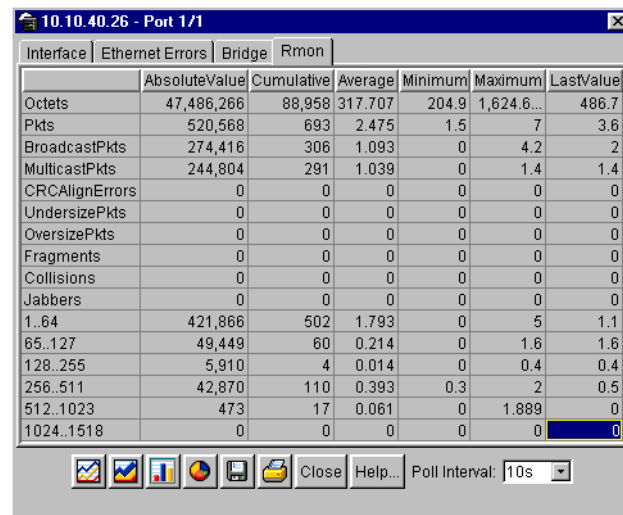 10.10.40.26 - Port 1/1
Interface Ethernet Errors Bridge Rmon
AbsoluteValue Cumulative Average Minimum Maximum LastValue
Octets 47,486,266 88,958 317.707 204.9 1,624.6... 486.7
Pkts 520,568 693 2.475 1.5 7 3.6
BroadcastPkts 274,416 306 1.093 0 4.2 2
MulticastPkts 244,804 291 1.039 0 1.4 1.4
CRCAlignErrors 0 0 0 0 0 0
UndersizePkts 0 0 0 0 0 0
OversizePkts 0 0 0 0 0 0
Fragments 0 0 0 0 0 0
Collisions 0 0 0 0 0 0
Jabbers 0 0 0 0 0 0
1..64 421,866 502 1.793 0 5 1.1
65..127 49,449 60 0.214 0 1.6 1.6
128..255 5,910 4 0.014 0 0.4 0.4
256..511 42,870 110 0.393 0.3 2 0.5
512..1023 473 17 0.061 0 1.889 0
1024..1518 0 0 0 0 0 0
Close Help... Poll Interval: 10s